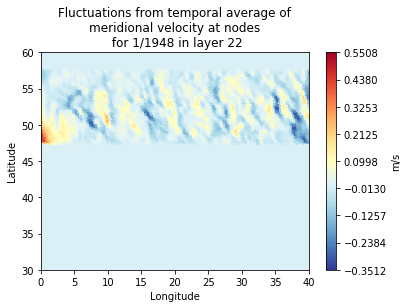 Fluctuations from temporal average of
meridional velocity at nodes
for 1/1948 in layer 22
60
55
50
45
40
35
30
Latitude
0 5 10 15 20 25 30 35 40
Longitude
0.5508
0.4380
0.3253
0.2125
0.0998
−0.0130
−0.1257
−0.2384
−0.3512
m/s